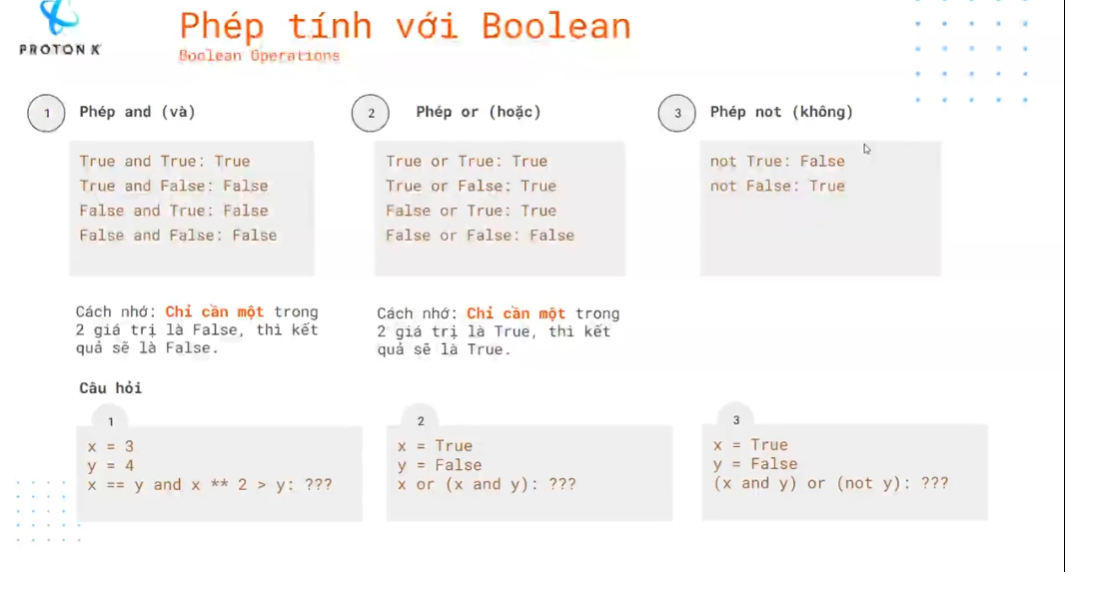 Phép tính với Boolean
PROTON X
Boolean Operations
1
Phép and (và)
True and True: True
True and False: False
False and True: False
False and False: False
Cách nhớ: Chỉ cần một trong
2 giá trị là False, thì kết
quả sẽ là False.
2
Phép or (hoặc)
True or True: True
True or False: True
False or True: True
False or False: False
Cách nhớ: Chỉ cần một trong
2 giá trị là True, thì kết
quả sẽ là True.
3
Phép not (không)
not True: False
not False: True
Câu hỏi
1
x = 3
y = 4
x == y and x ** 2 > y: ???
2
x = True
y = False
x or (x and y): ???
3
x = True
y = False
(x and y) or (not y): ???